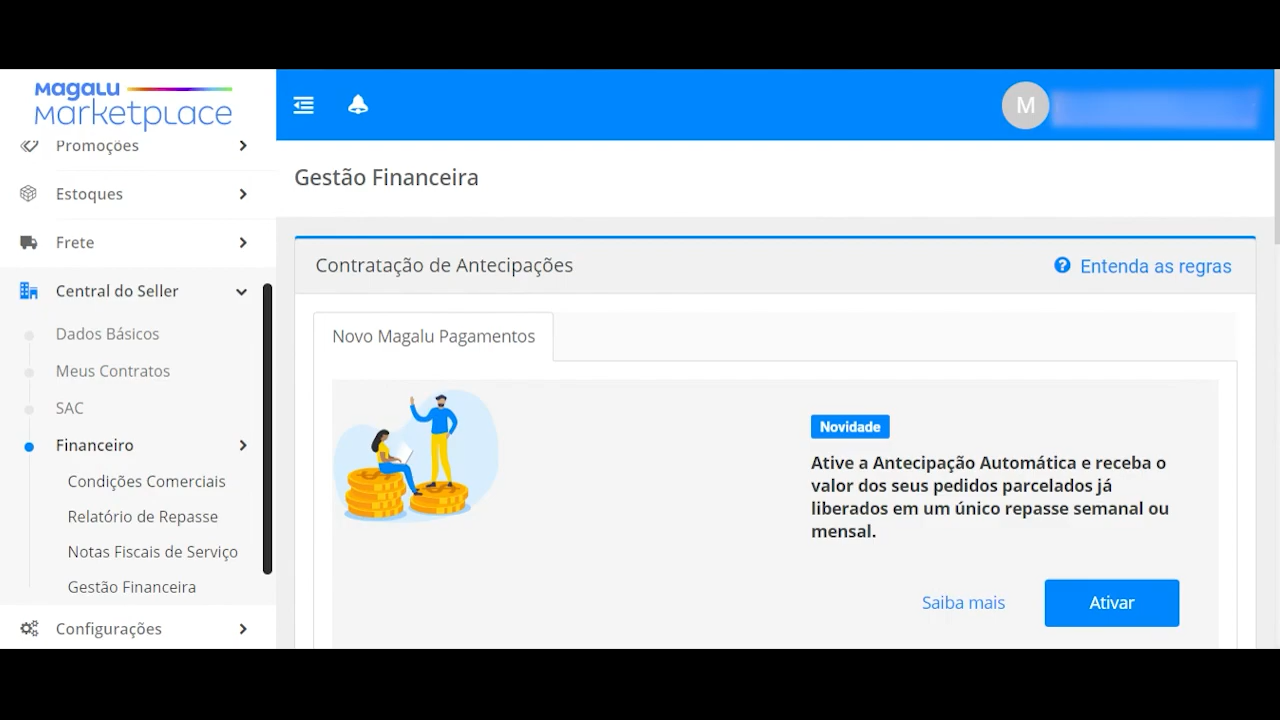 Magalu
Marketplace
Promoções
Estoques
Frete
Central do Seller
Dados Básicos
Meus Contratos
SAC
Financeiro
Condições Comerciais
Relatório de Repasse
Notas Fiscais de Serviço
Gestão Financeira
Configurações
M
Gestão Financeira
Contratação de Antecipações
? Entenda as regras
Novo Magalu Pagamentos
Novidade
Ative a Antecipação Automática e receba o
valor dos seus pedidos parcelados já
liberados em um único repasse semanal ou
mensal.
Saiba mais
Ativar